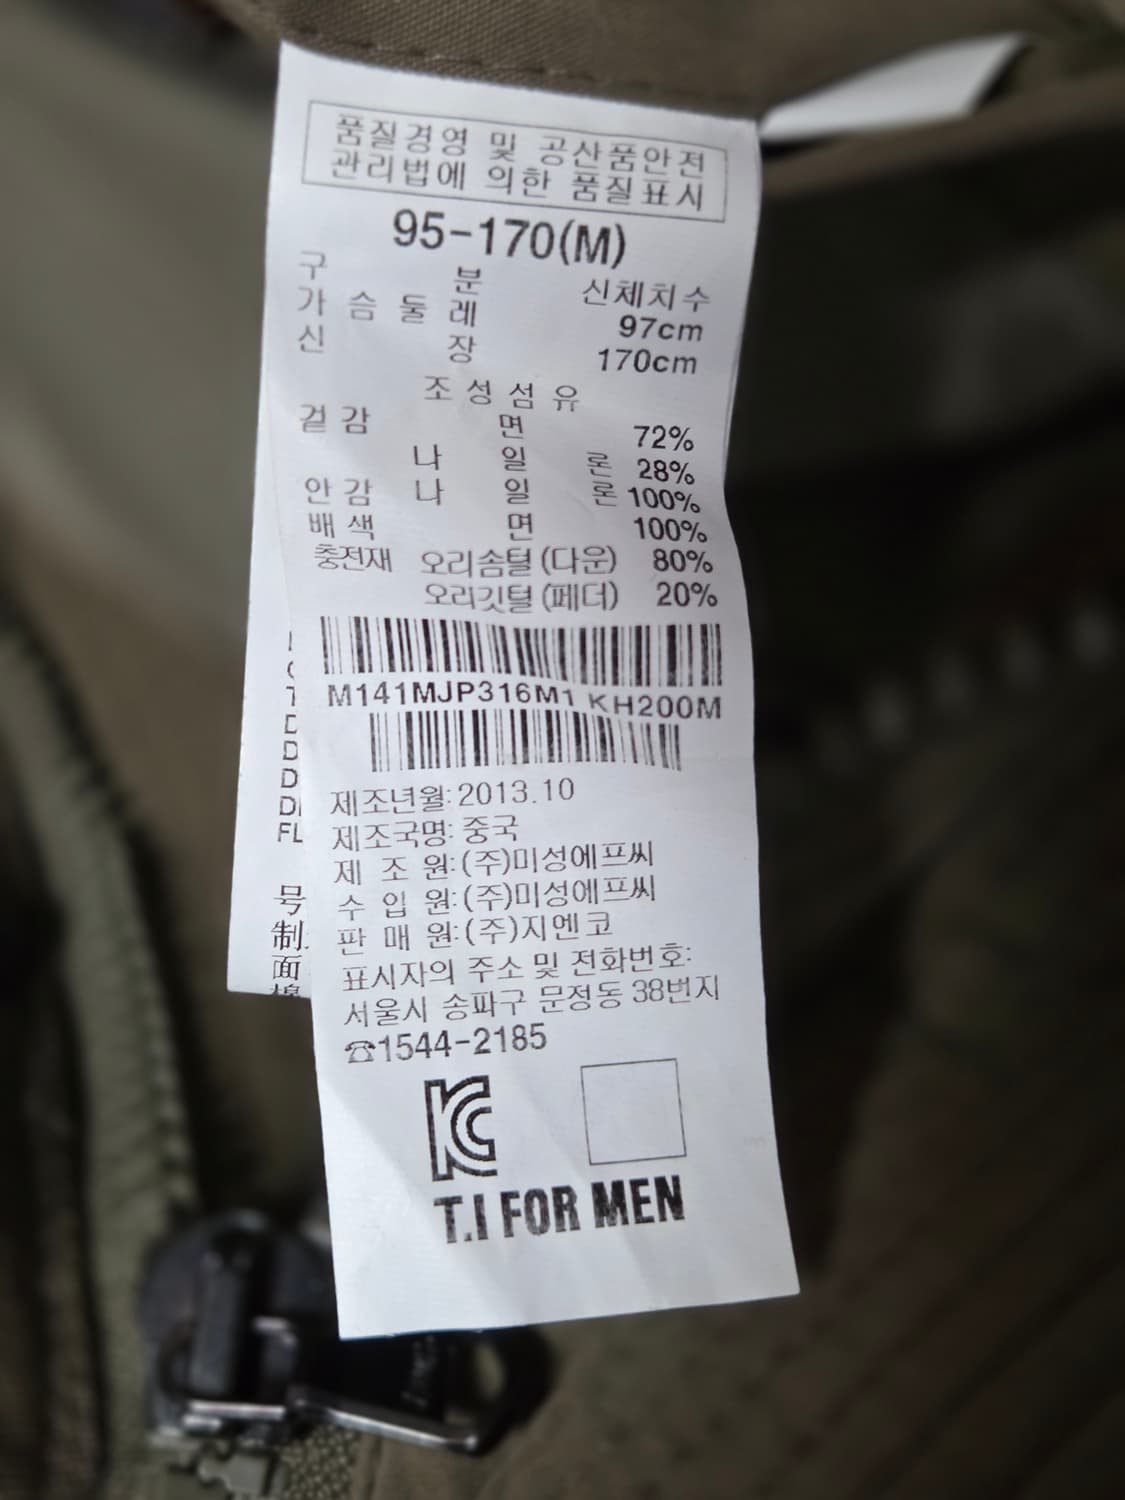 품질경영 및 공산품안전
관리법에 의한 품질표시
95-170(M)
구 분 신체치수
가 슴 둘 레 97cm
신 장 170cm
조 성 섬 유
겉 감 면 72%
나 일 론 28%
안 감 나 일 론 100%
배 색 면 100%
충전재 오리솜털 (다운) 80%
오리깃털 (페더) 20%
M141MJP316M1 KH200M
제조년월: 2013.10
제조국명: 중국
제 조 원: (주)미성에프씨
수 입 원: (주)미성에프씨
판 매 원: (주)지엔코
표시자의 주소 및 전화번호:
서울시 송파구 문정동 38번지
☎1544-2185
T.I FOR MEN
T
D
D
D
FL
号
制
面